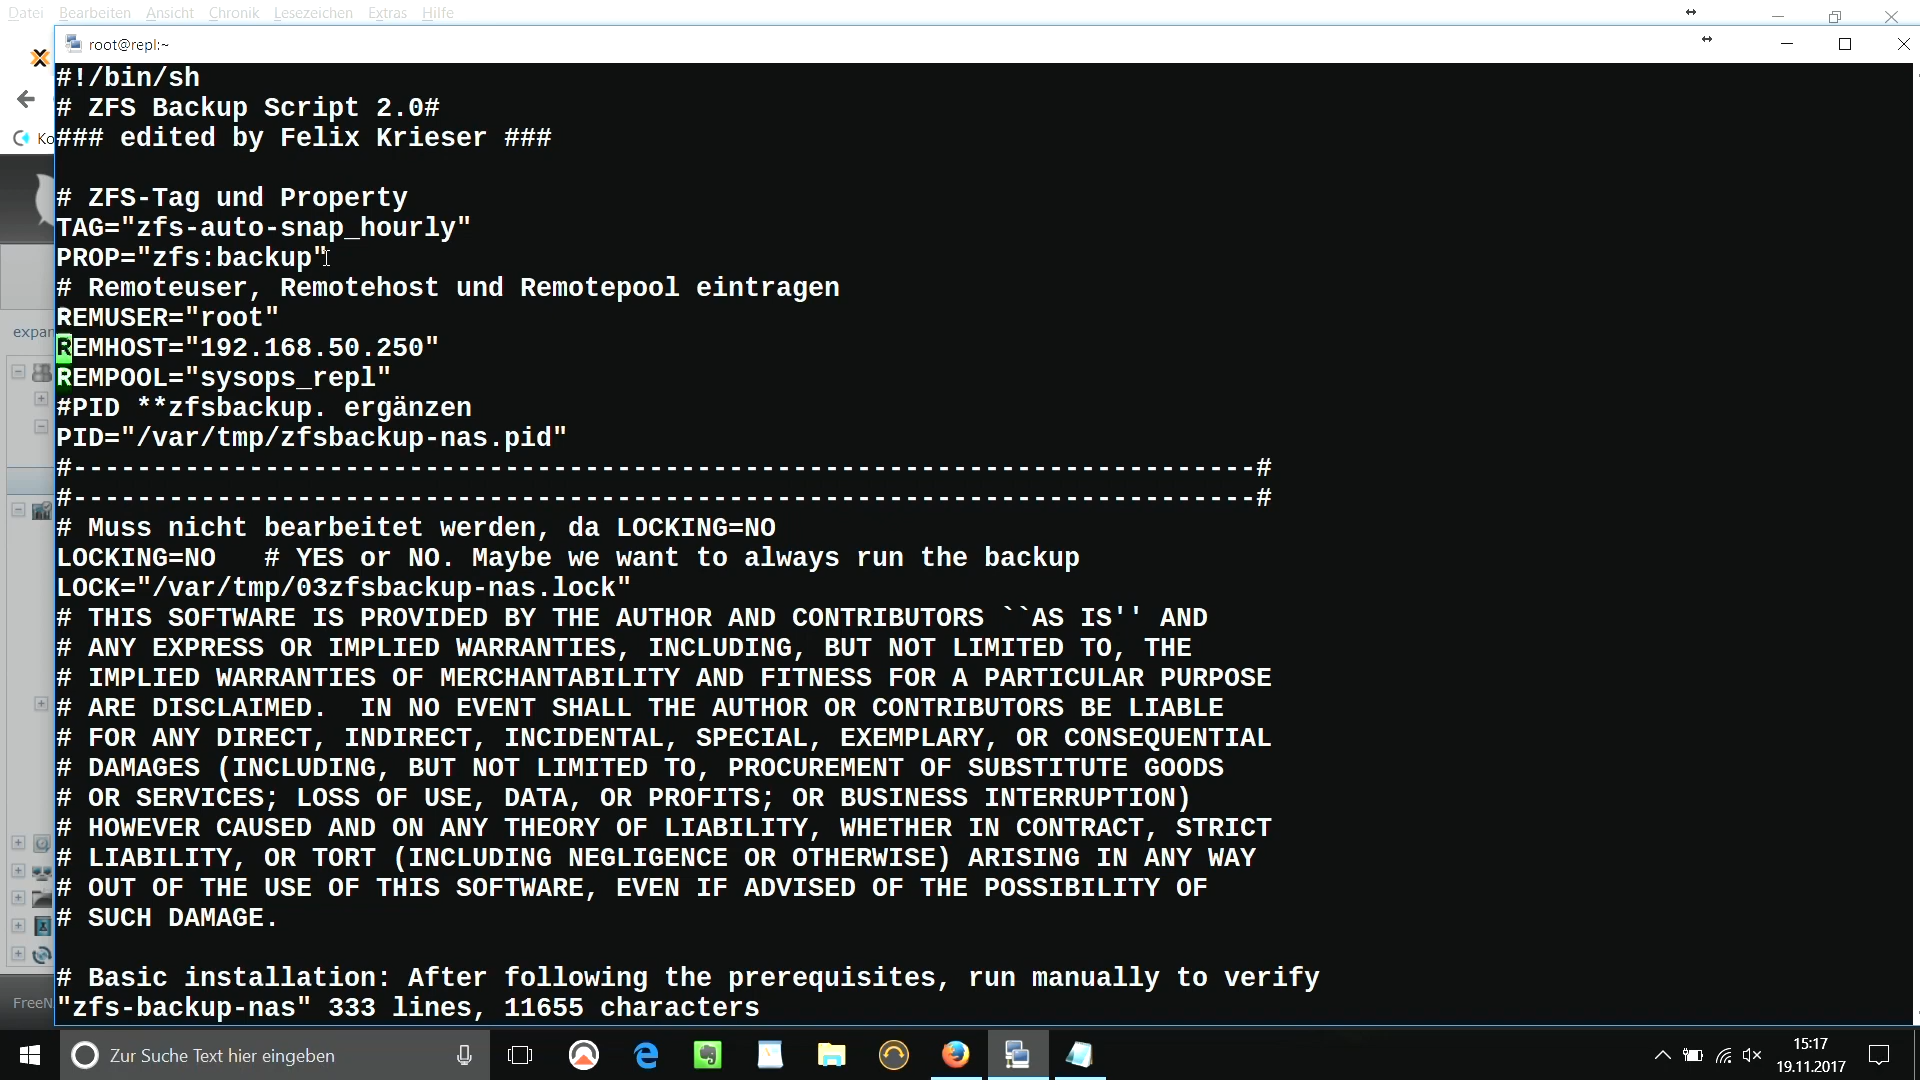 Datei Bearbeiten Ansicht Chronik Lesezeichen Extras Hilfe
root@repl:~
#!/bin/sh
# ZFS Backup Script 2.0#
### edited by Felix Krieser ###
# ZFS-Tag und Property
TAG="zfs-auto-snap_hourly"
PROP="zfs:backup"
# Remoteuser, Remotehost und Remotepool eintragen
REMUSER="root"
REMHOST="192.168.50.250"
REMPOOL="sysops_repl"
#PID **zfsbackup. ergänzen
PID="/var/tmp/zfsbackup-nas.pid"
#--------------------------------------------------------------------------#
#--------------------------------------------------------------------------#
# Muss nicht bearbeitet werden, da LOCKING=NO
LOCKING=NO   # YES or NO. Maybe we want to always run the backup
LOCK="/var/tmp/03zfsbackup-nas.lock"
# THIS SOFTWARE IS PROVIDED BY THE AUTHOR AND CONTRIBUTORS ``AS IS'' AND
# ANY EXPRESS OR IMPLIED WARRANTIES, INCLUDING, BUT NOT LIMITED TO, THE
# IMPLIED WARRANTIES OF MERCHANTABILITY AND FITNESS FOR A PARTICULAR PURPOSE
# ARE DISCLAIMED.  IN NO EVENT SHALL THE AUTHOR OR CONTRIBUTORS BE LIABLE
# FOR ANY DIRECT, INDIRECT, INCIDENTAL, SPECIAL, EXEMPLARY, OR CONSEQUENTIAL
# DAMAGES (INCLUDING, BUT NOT LIMITED TO, PROCUREMENT OF SUBSTITUTE GOODS
# OR SERVICES; LOSS OF USE, DATA, OR PROFITS; OR BUSINESS INTERRUPTION)
# HOWEVER CAUSED AND ON ANY THEORY OF LIABILITY, WHETHER IN CONTRACT, STRICT
# LIABILITY, OR TORT (INCLUDING NEGLIGENCE OR OTHERWISE) ARISING IN ANY WAY
# OUT OF THE USE OF THIS SOFTWARE, EVEN IF ADVISED OF THE POSSIBILITY OF
# SUCH DAMAGE.
# Basic installation: After following the prerequisites, run manually to verify
"zfs-backup-nas" 333 lines, 11655 characters
Ko
expan
FreeN
Zur Suche Text hier eingeben
15:17
19.11.2017